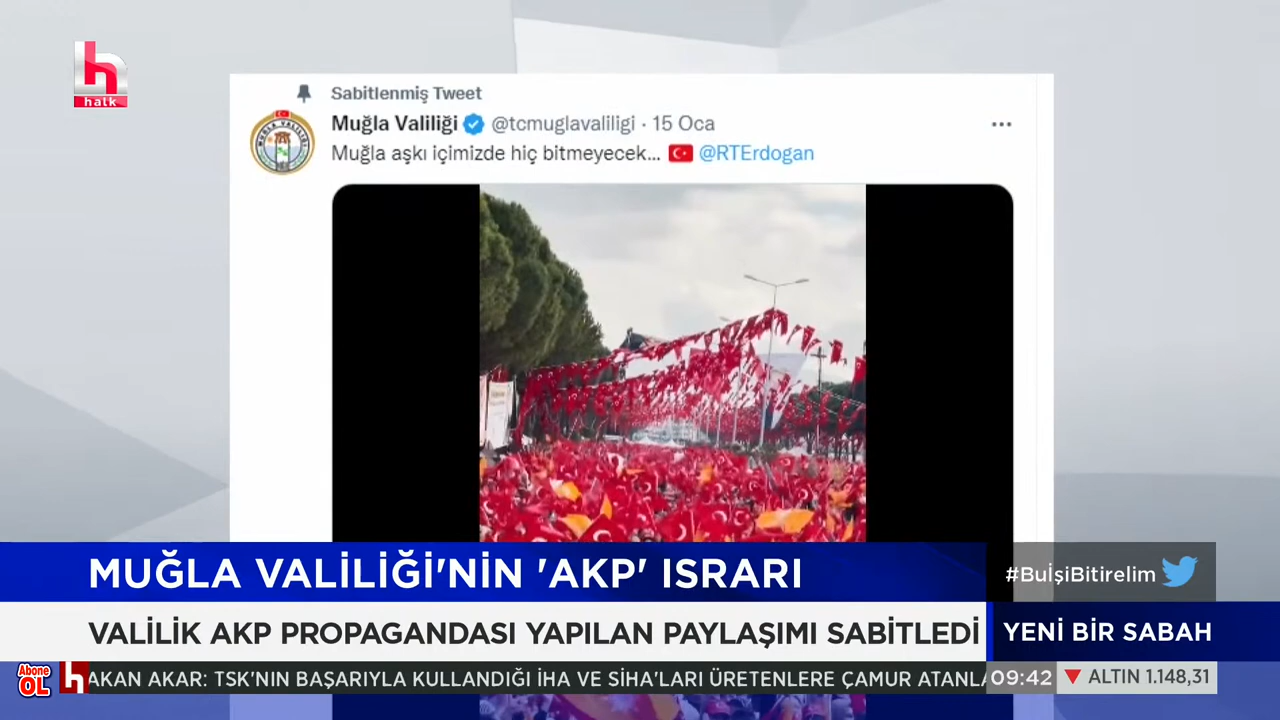 halk
Sabitlenmiş Tweet
Muğla Valiliği @tcmuglavaliligi · 15 Oca
Muğla aşkı içimizde hiç bitmeyecek... @RTErdogan
MUĞLA VALİLİĞİ'NİN 'AKP' ISRARI
#BuİşiBitirelim
VALİLİK AKP PROPAGANDASI YAPILAN PAYLAŞIMI SABİTLEDİ
YENİ BİR SABAH
Abone
OL
h AKAN AKAR: TSK'NIN BAŞARIYLA KULLANDIĞI İHA VE SİHA'LARI ÜRETENLERE ÇAMUR ATANLA
09:42
ALTIN 1.148,31